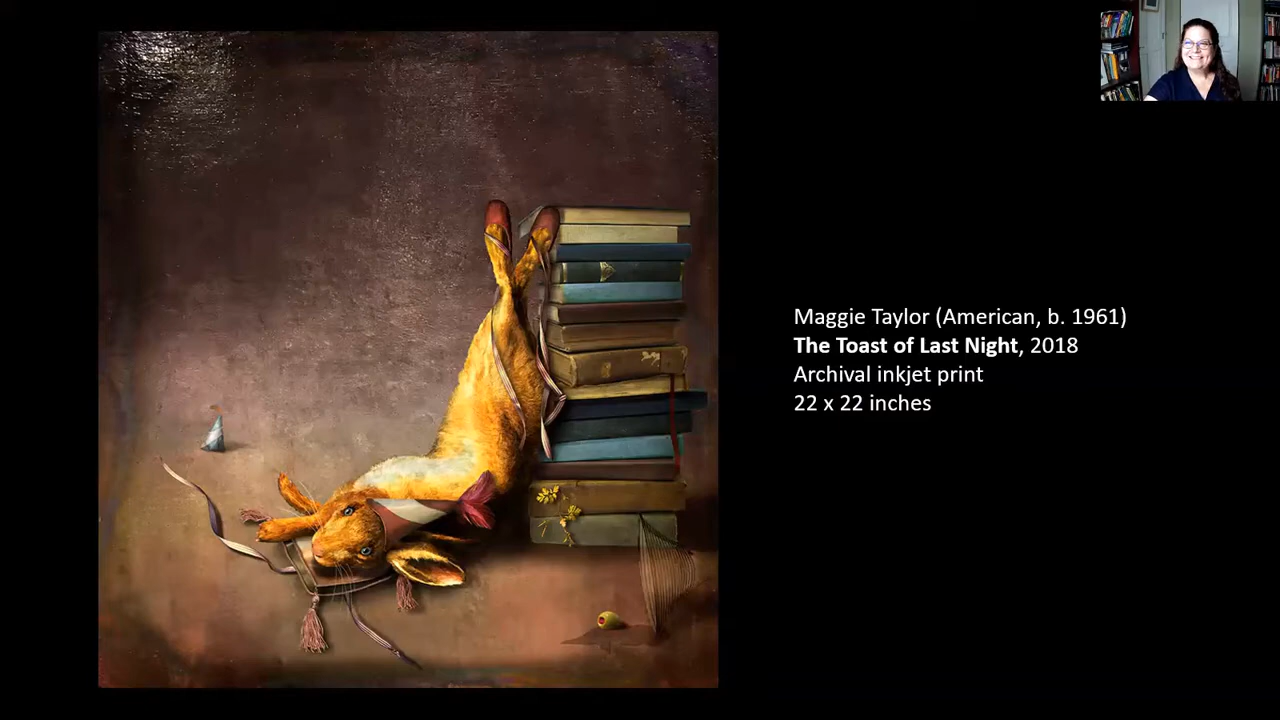 Maggie Taylor (American, b. 1961)
The Toast of Last Night, 2018
Archival inkjet print
22 x 22 inches